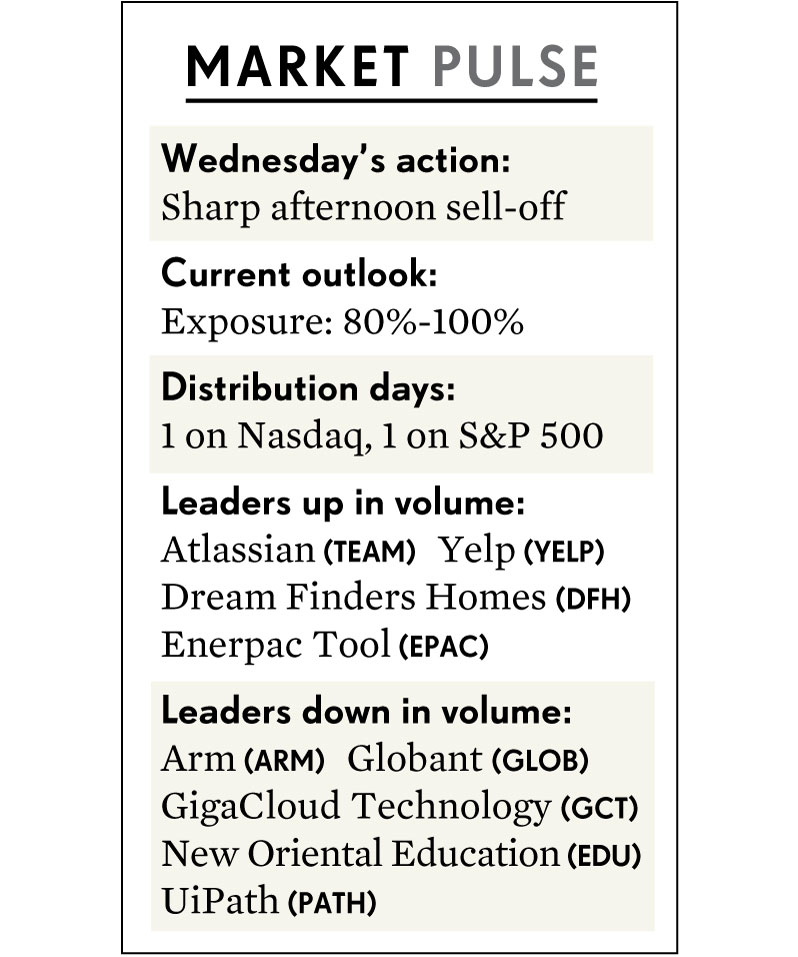 MARKET PULSE
Wednesday’s action:
Sharp afternoon sell-off
Current outlook:
Exposure: 80%-100%
Distribution days:
1 on Nasdaq, 1 on S&P 500
Leaders up in volume:
Atlassian (TEAM) Yelp (YELP)
Dream Finders Homes (DFH)
Enerpac Tool (EPAC)
Leaders down in volume:
Arm (ARM) Globant (GLOB)
GigaCloud Technology (GCT)
New Oriental Education (EDU)
UiPath (PATH)